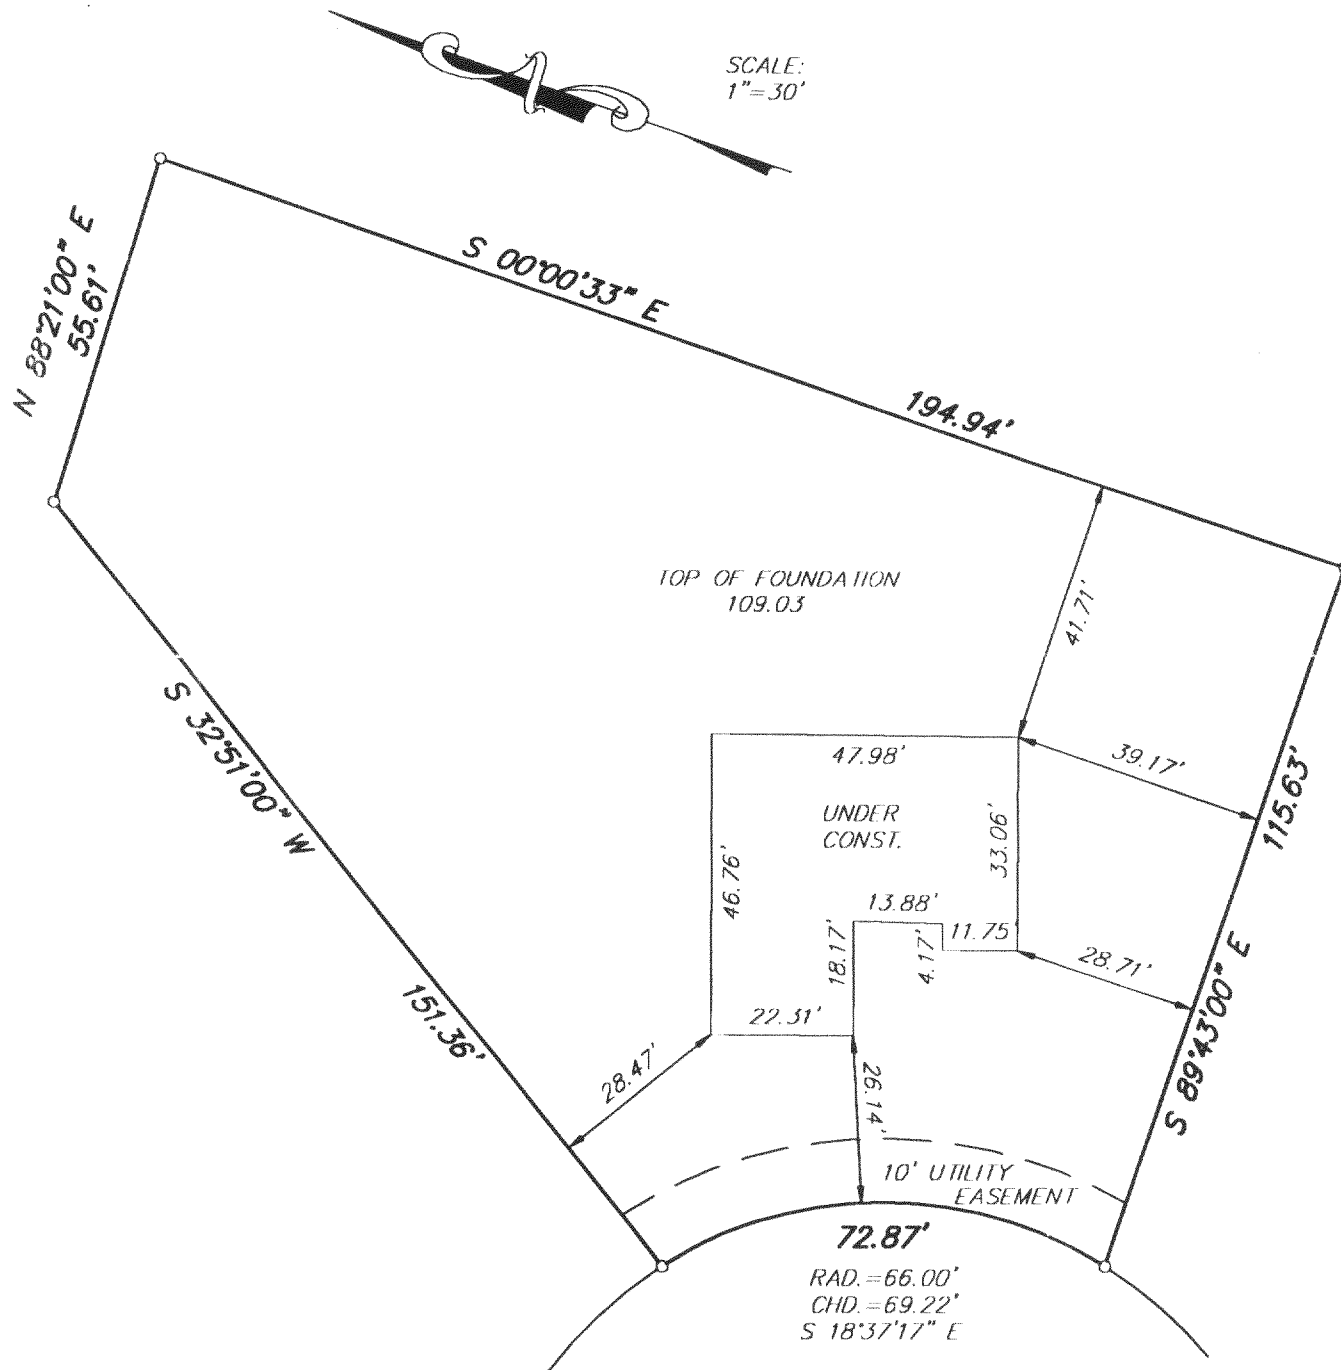 SCALE:
1"=30'
N 88°21'00" E
55.61'
S 00°00'33" E
194.94'
TOP OF FOUNDATION
109.03
41.71'
S 32°51'00" W
151.36'
47.98'
39.17'
115.63'
UNDER
CONST.
33.06'
46.76'
13.88'
11.75
18.17'
4.17'
28.71'
S 89°43'00" E
22.31'
28.47'
26.14'
10' UTILITY
EASEMENT
72.87'
RAD.=66.00'
CHD.=69.22'
S 18°37'17" E